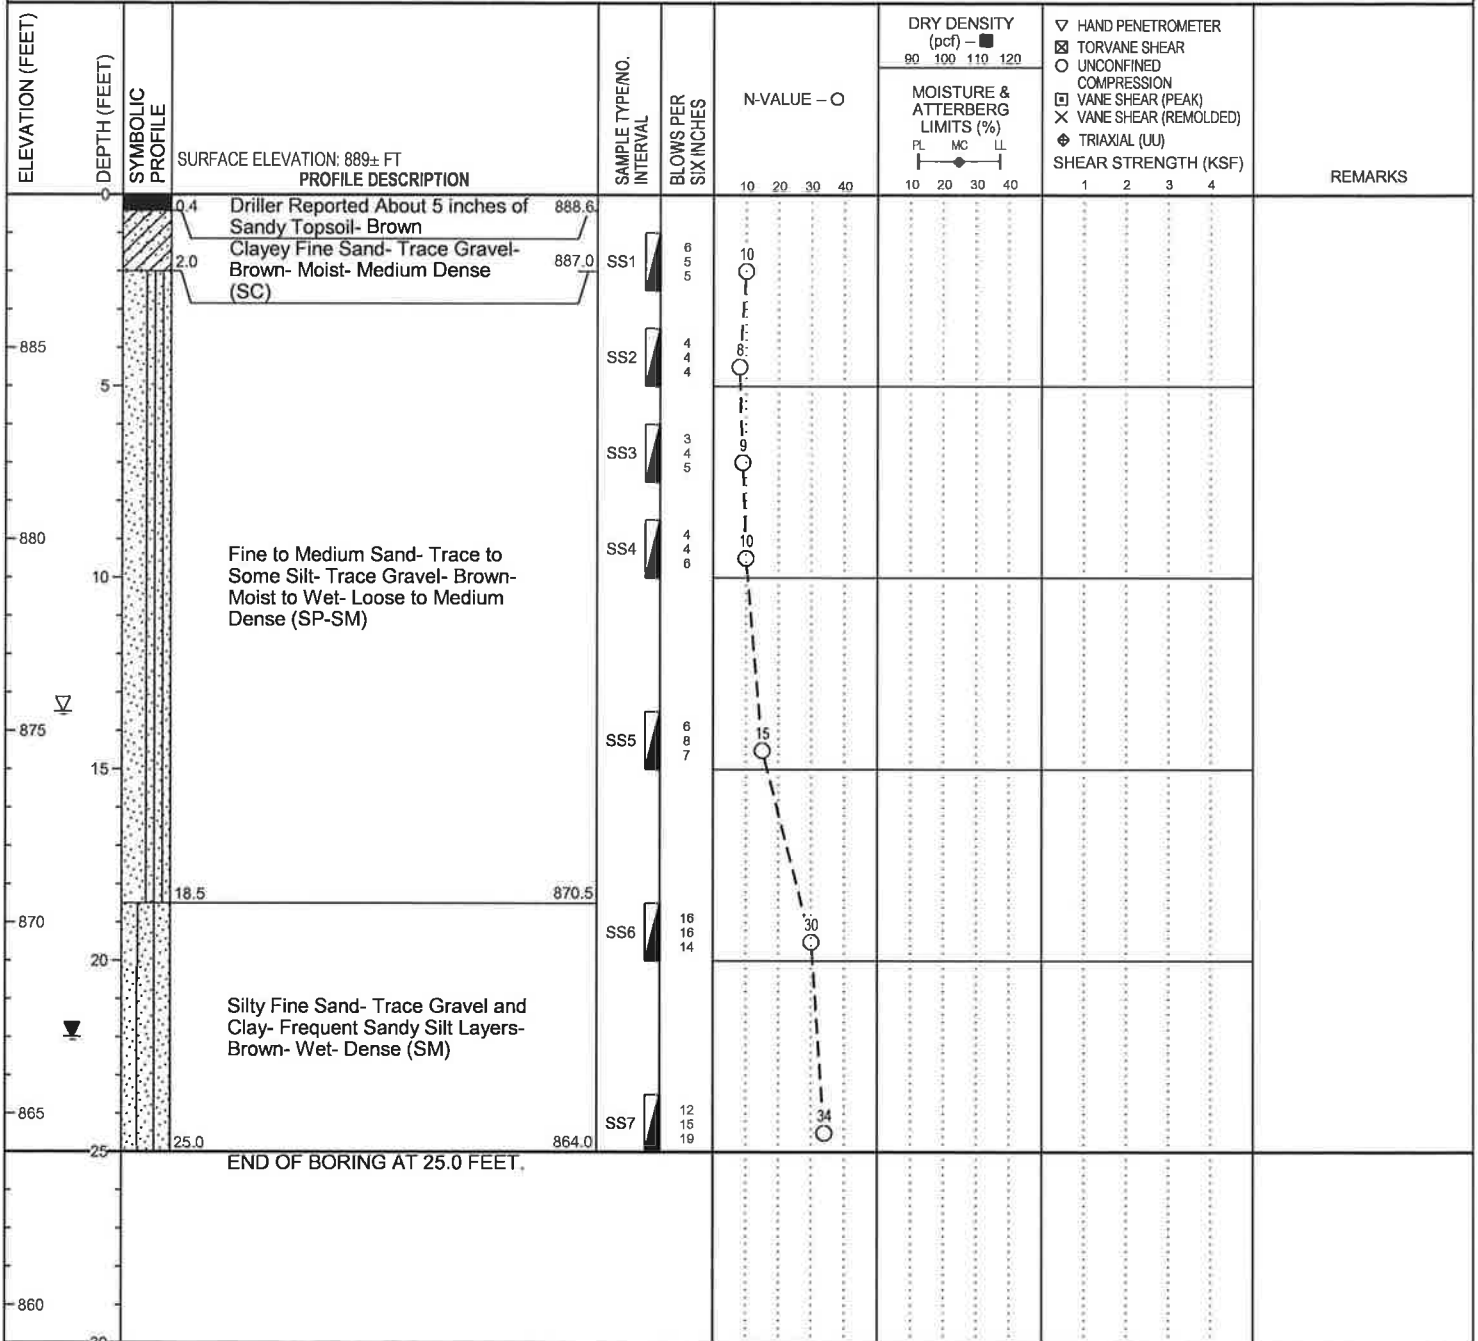 ELEVATION (FEET)
DEPTH (FEET)
SYMBOLIC
PROFILE
SURFACE ELEVATION: 889± FT
PROFILE DESCRIPTION
SAMPLE TYPE/NO.
INTERVAL
BLOWS PER
SIX INCHES
N-VALUE – O
10 20 30 40
DRY DENSITY
(pcf) – ■
90 100 110 120
MOISTURE &
ATTERBERG
LIMITS (%)
PL MC LL
10 20 30 40
▽ HAND PENETROMETER
⊠ TORVANE SHEAR
○ UNCONFINED
COMPRESSION
⊡ VANE SHEAR (PEAK)
× VANE SHEAR (REMOLDED)
TRIAXIAL (UU)
SHEAR STRENGTH (KSF)
1 2 3 4
REMARKS
0
0.4 Driller Reported About 5 inches of 888.6
Sandy Topsoil- Brown
Clayey Fine Sand- Trace Gravel-
2.0 Brown- Moist- Medium Dense 887.0
(SC)
SS1
6
5
5
10
885
SS2
4
4
4
8
5
SS3
3
4
5
9
880
SS4
4
4
6
10
10
Fine to Medium Sand- Trace to
Some Silt- Trace Gravel- Brown-
Moist to Wet- Loose to Medium
Dense (SP-SM)
875
SS5
6
8
7
15
15
18.5 870.5
870
SS6
16
16
14
30
20
Silty Fine Sand- Trace Gravel and
Clay- Frequent Sandy Silt Layers-
Brown- Wet- Dense (SM)
865
SS7
12
15
19
34
25.0 864.0
25
END OF BORING AT 25.0 FEET.
860